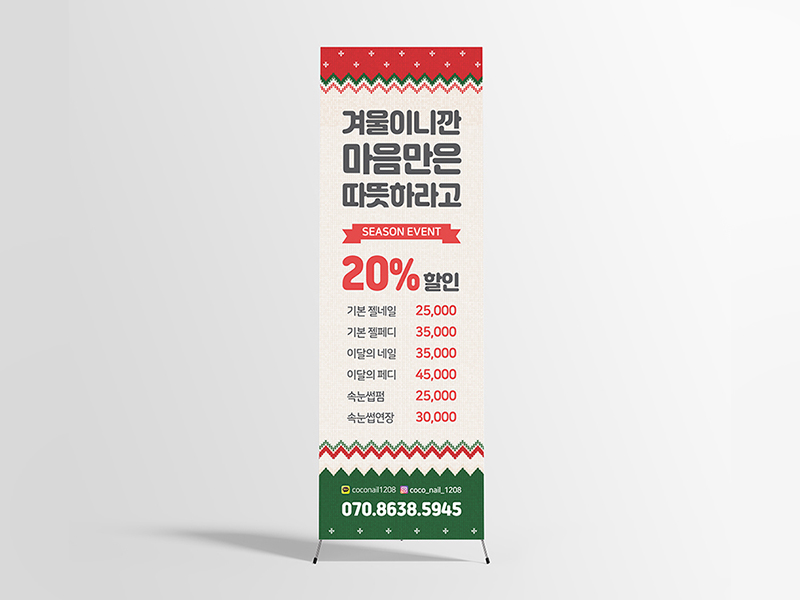 겨울이니깐
마음만은
따뜻하라고
SEASON EVENT
20% 할인
기본 젤네일 25,000
기본 젤페디 35,000
이달의 네일 35,000
이달의 페디 45,000
속눈썹펌 25,000
속눈썹연장 30,000
coconail1208 coco_nail_1208
070.8638.5945